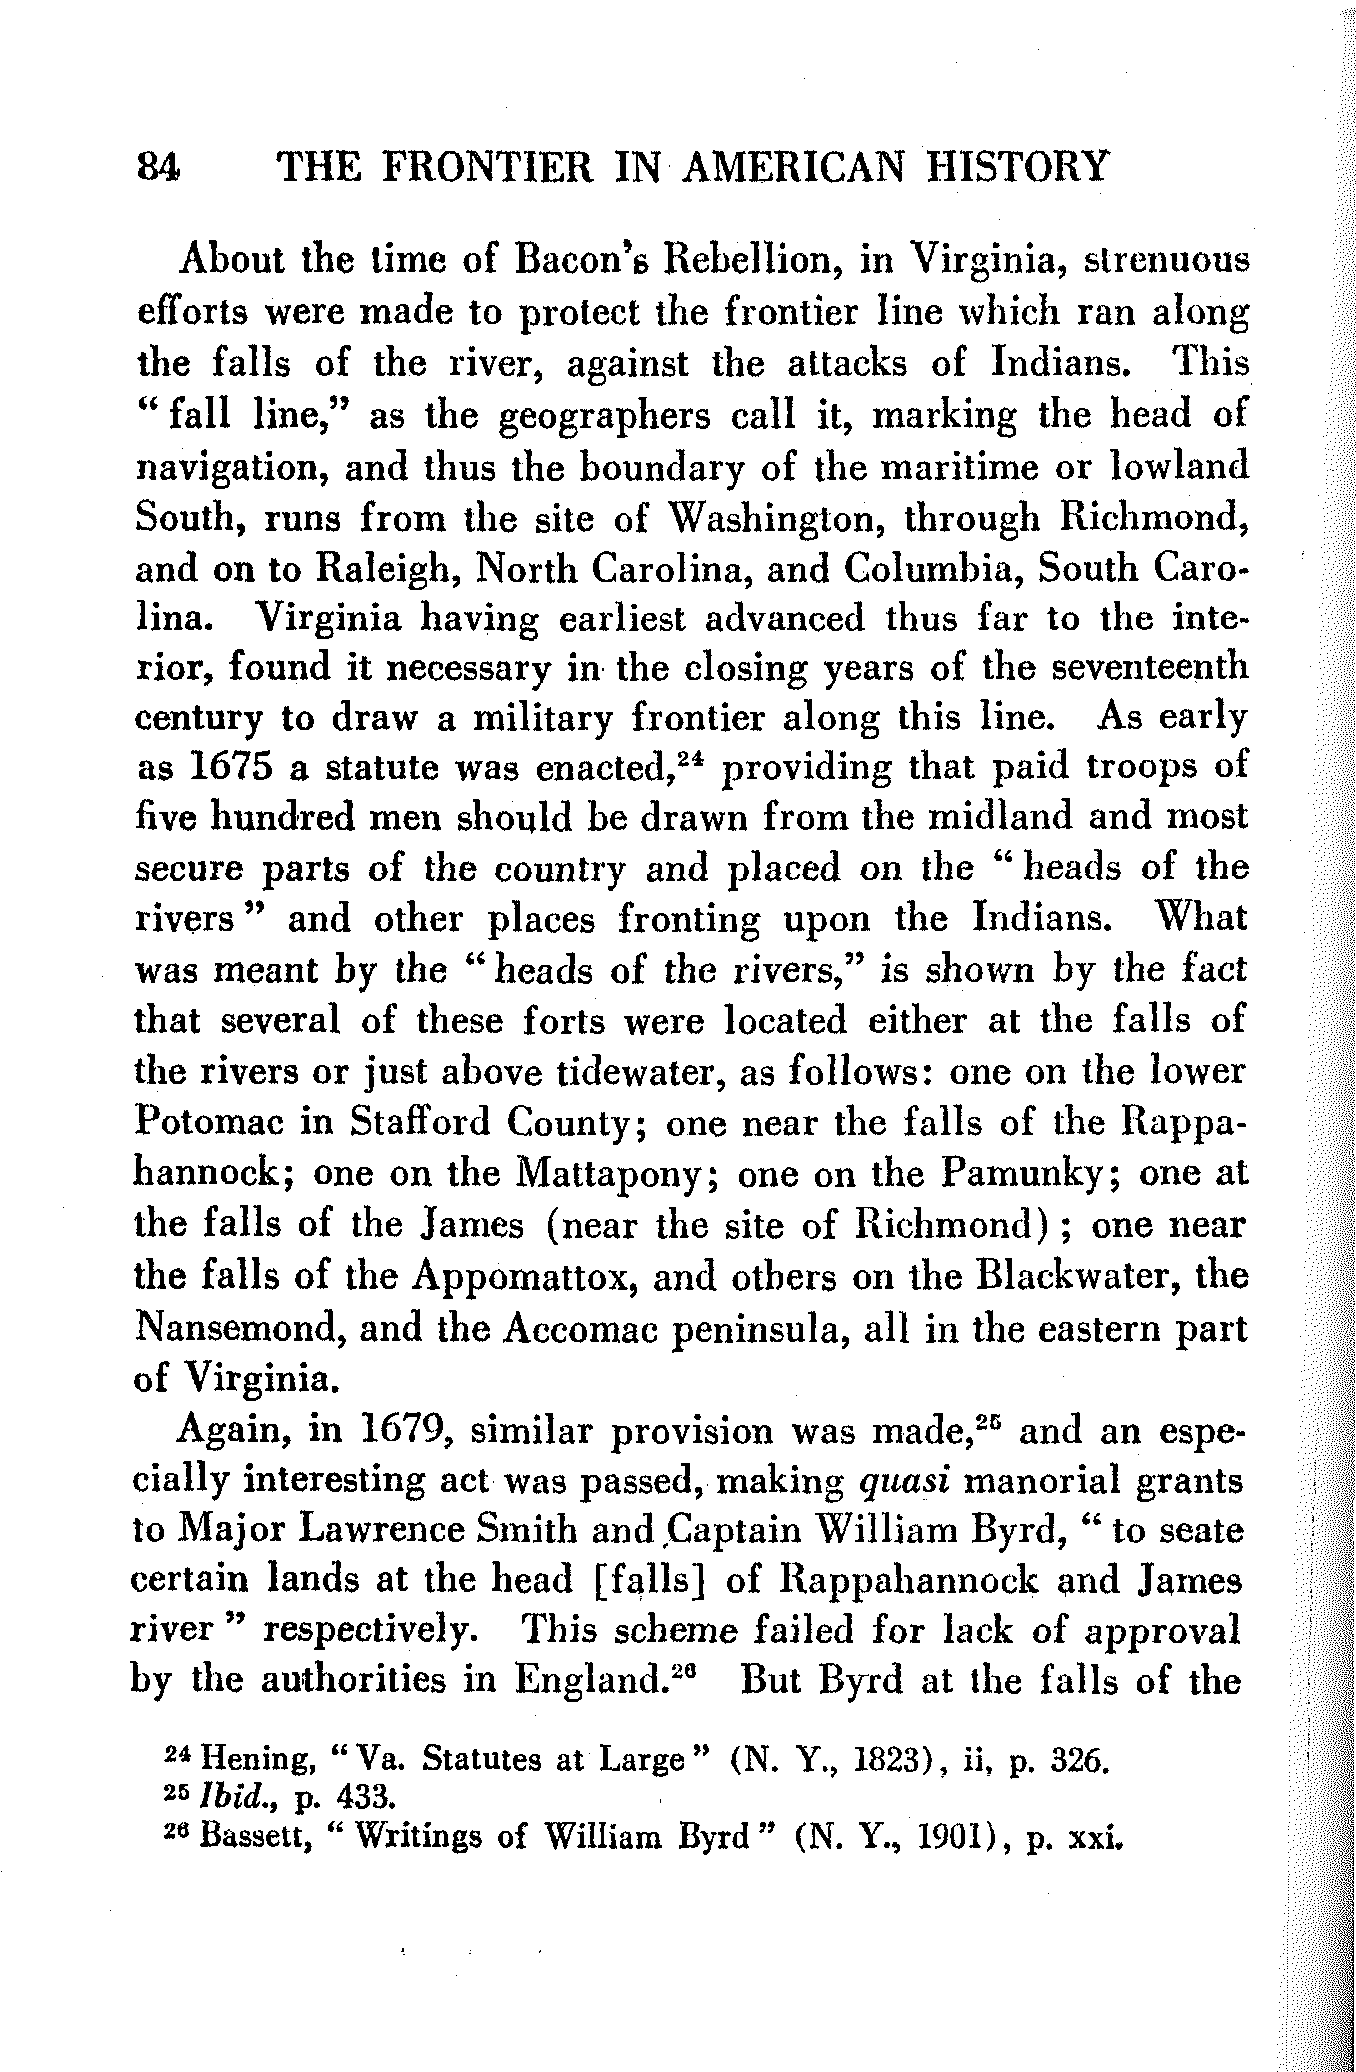 84 THE FRONTIER IN AMERICAN HISTORY
About the time of Bacon's Rebellion, in Virginia, strenuous
efforts were made to protect the frontier line which ran along
the falls of the river, against the attacks of Indians. This
" fall line," as the geographers call it, marking the head of
navigation, and thus the boundary of the maritime or lowland
South, runs from the site of Washington, through Richmond,
and on to Raleigh, North Carolina, and Columbia, South Caro-
lina. Virginia having earliest advanced thus far to the inte-
rior, found it necessary in the closing years of the seventeenth
century to draw a military frontier along this line. As early
as 1675 a statute was enacted,²⁴ providing that paid troops of
five hundred men should be drawn from the midland and most
secure parts of the country and placed on the " heads of the
rivers " and other places fronting upon the Indians. What
was meant by the " heads of the rivers," is shown by the fact
that several of these forts were located either at the falls of
the rivers or just above tidewater, as follows: one on the lower
Potomac in Stafford County; one near the falls of the Rappa-
hannock; one on the Mattapony; one on the Pamunky; one at
the falls of the James (near the site of Richmond) ; one near
the falls of the Appomattox, and others on the Blackwater, the
Nansemond, and the Accomac peninsula, all in the eastern part
of Virginia.
Again, in 1679, similar provision was made,²⁵ and an espe-
cially interesting act was passed, making quasi manorial grants
to Major Lawrence Smith and Captain William Byrd, " to seate
certain lands at the head [falls] of Rappahannock and James
river " respectively. This scheme failed for lack of approval
by the authorities in England.²⁶ But Byrd at the falls of the
²⁴ Hening, " Va. Statutes at Large " (N. Y., 1823), ii, p. 326.
²⁵ Ibid., p. 433.
²⁶ Bassett, " Writings of William Byrd " (N. Y., 1901), p. xxi.